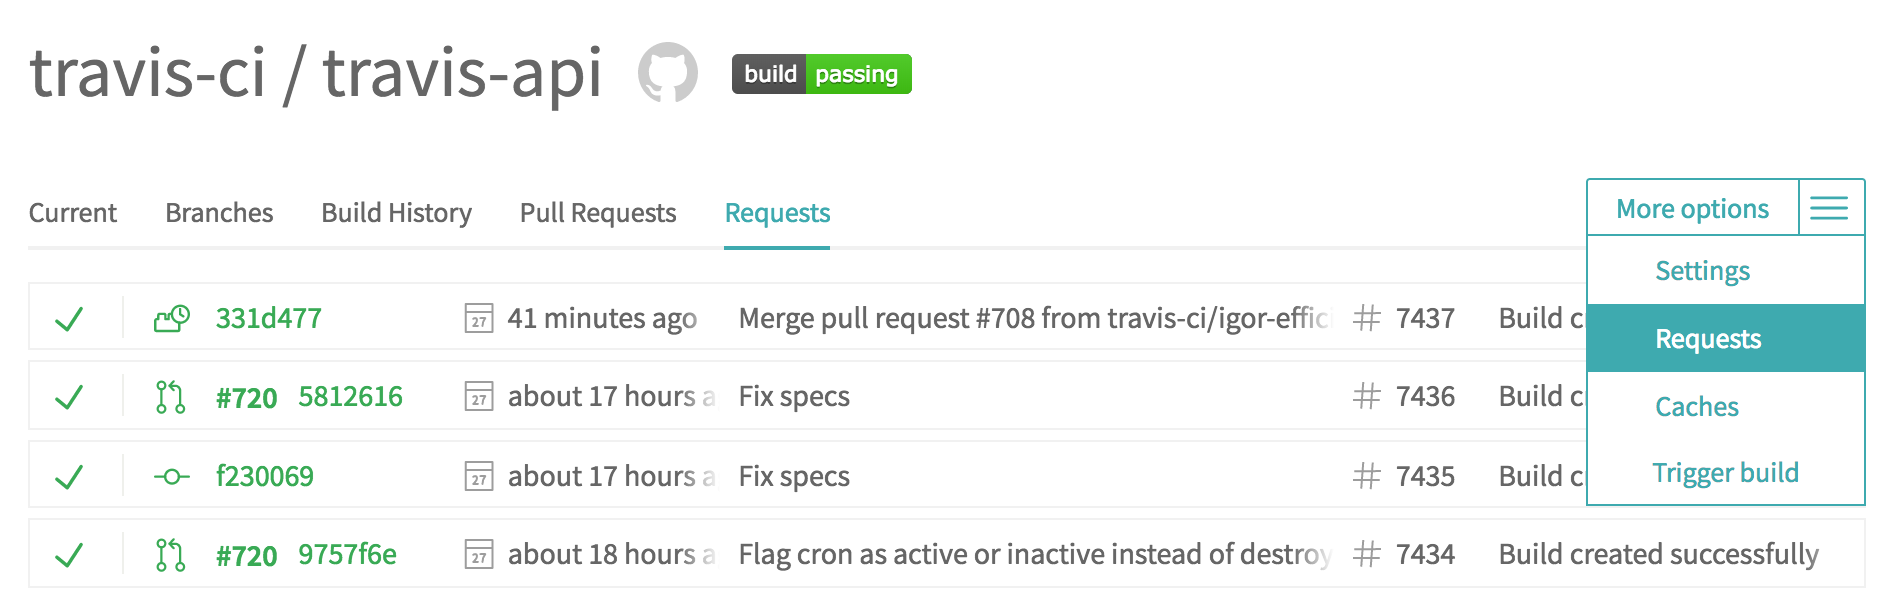 travis-ci / travis-api build passing
Current Branches Build History Pull Requests Requests More options
Settings
Requests
Caches
Trigger build
331d477 27 41 minutes ago Merge pull request #708 from travis-ci/igor-effici # 7437 Build
#720 5812616 27 about 17 hours Fix specs # 7436 Build
f230069 27 about 17 hours Fix specs # 7435 Build
#720 9757f6e 27 about 18 hours Flag cron as active or inactive instead of destroy # 7434 Build created successfully